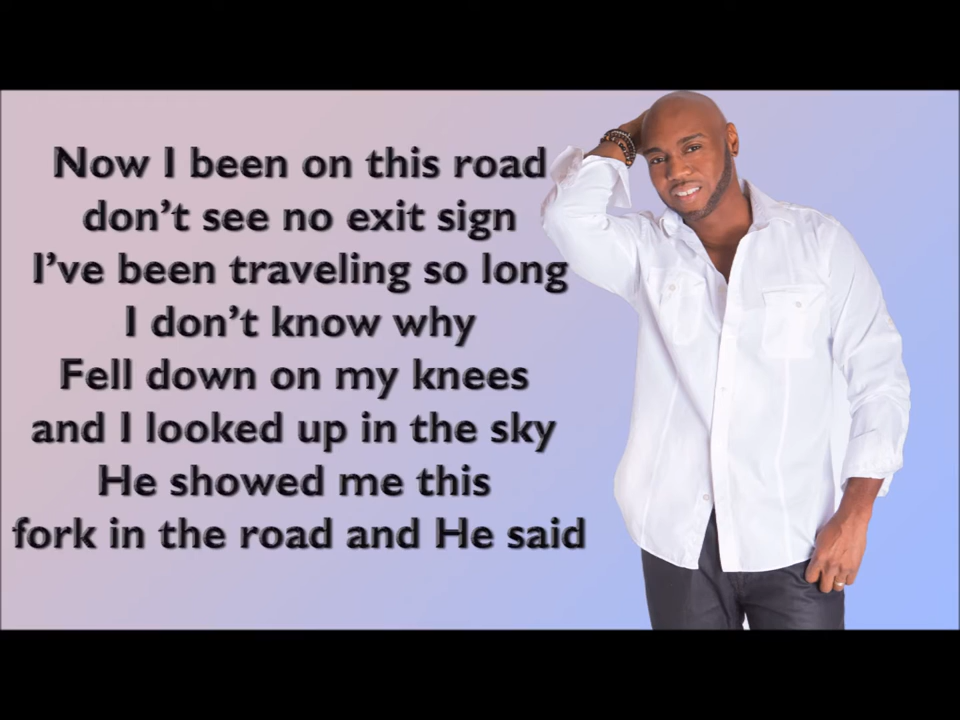 Now I been on this road
don't see no exit sign
I've been traveling so long
I don't know why
Fell down on my knees
and I looked up in the sky
He showed me this
fork in the road and He said